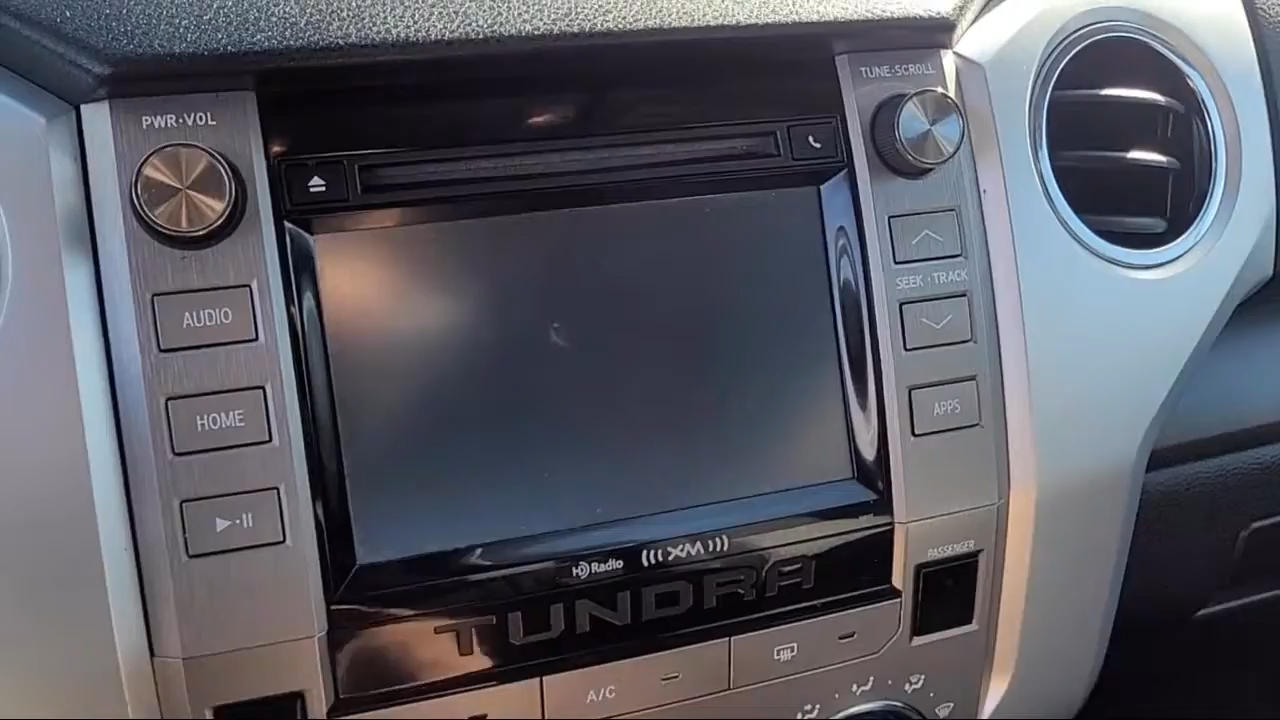 PWR·VOL
TUNE·SCROLL
AUDIO
HOME
SEEK·TRACK
APPS
HD Radio
XM
TUNDRA
PASSENGER
A/C